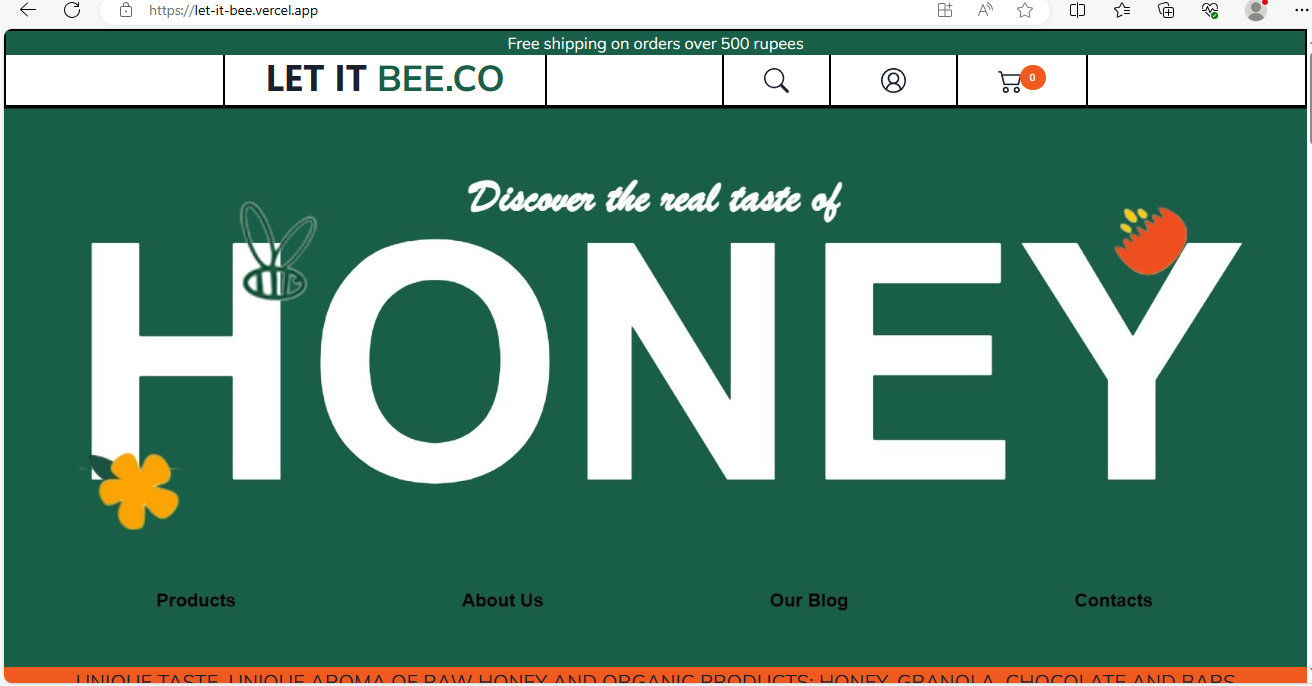 https://let-it-bee.vercel.app
Free shipping on orders over 500 rupees
LET IT BEE.CO
0
Discover the real taste of
HONEY
Products About Us Our Blog Contacts
UNIQUE TASTE, UNIQUE AROMA OF RAW HONEY AND ORGANIC PRODUCTS: HONEY, GRANOLA, CHOCOLATE AND BARS